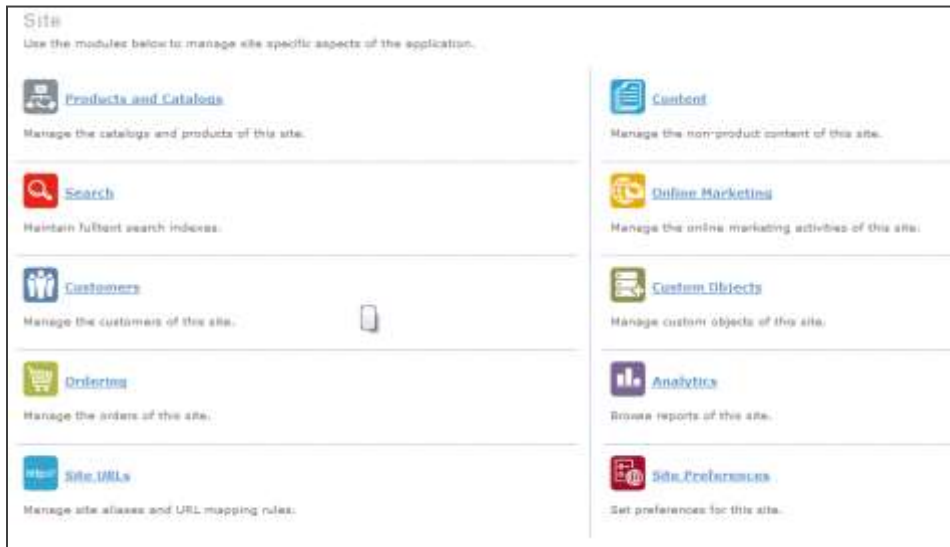 Site
Use the modules below to manage site specific aspects of the application.
Products and Catalogs
Manage the catalogs and products of this site.
Search
Maintain fulltext search indexes.
Customers
Manage the customers of this site.
Ordering
Manage the orders of this site.
Site URLs
Manage site aliases and URL mapping rules.
Content
Manage the non-product content of this site.
Online Marketing
Manage the online marketing activities of this site.
Custom Objects
Manage custom objects of this site.
Analytics
Browse reports of this site.
Site Preferences
Set preferences for this site.